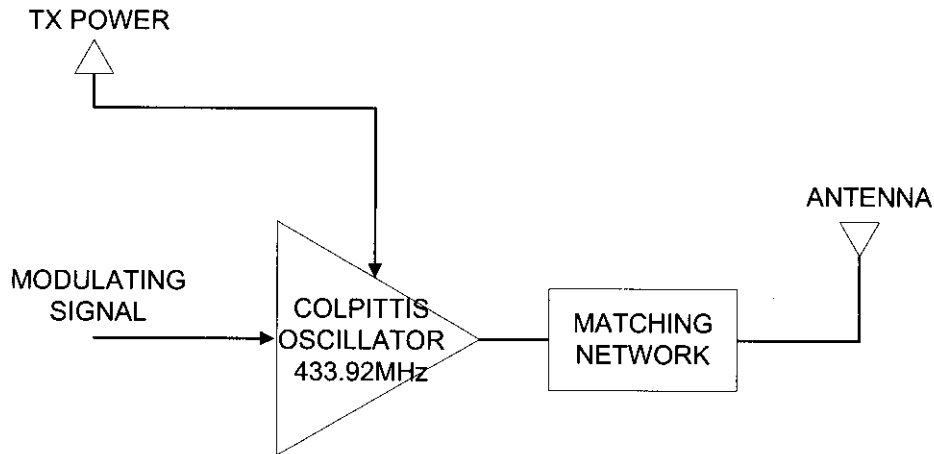 TX POWER
ANTENNA
MODULATING
SIGNAL
COLPITTIS
OSCILLATOR
433.92MHz
MATCHING
NETWORK